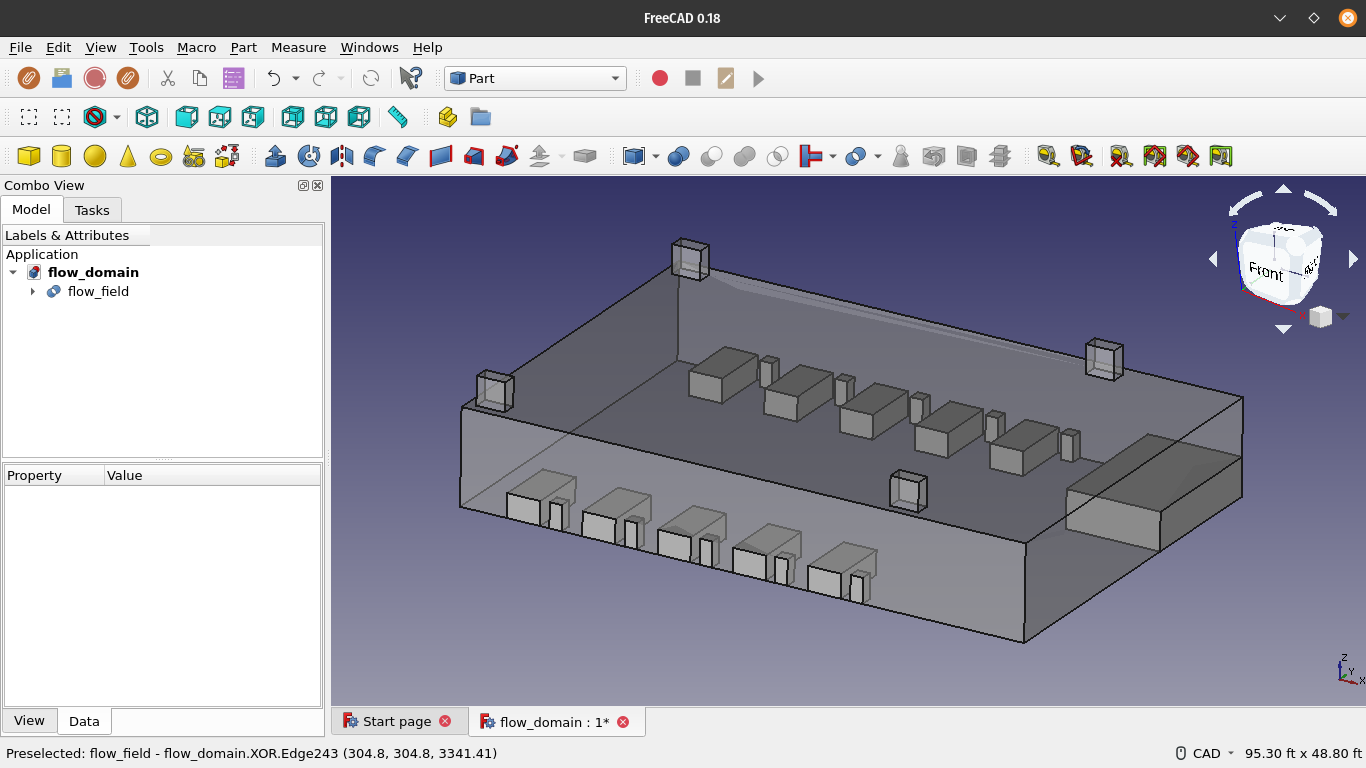 FreeCAD 0.18
File Edit View Tools Macro Part Measure Windows Help
Part
Combo View
Model Tasks
Labels & Attributes
Application
flow_domain
flow_field
Property Value
View Data
Front
Z
X
Z
Y
X
Start page
flow_domain : 1*
Preselected: flow_field - flow_domain.XOR.Edge243 (304.8, 304.8, 3341.41)
CAD
95.30 ft x 48.80 ft